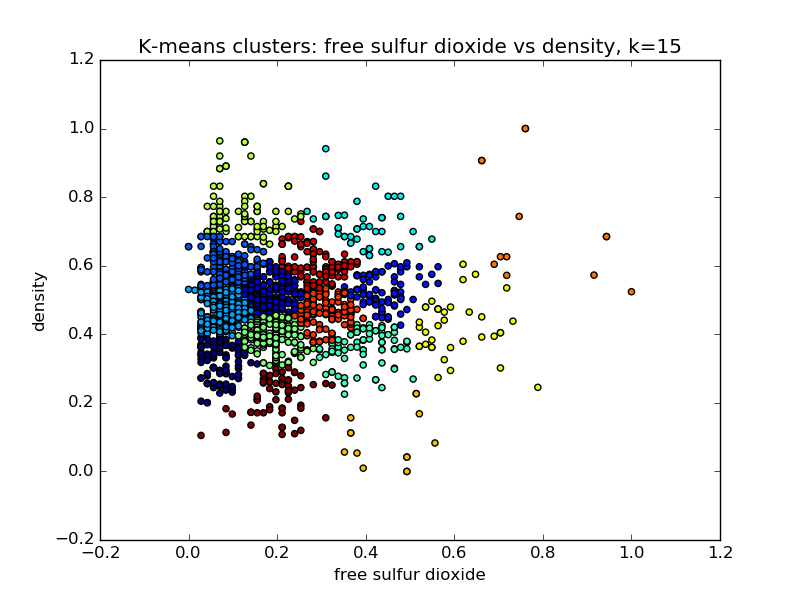 K-means clusters: free sulfur dioxide vs density, k=15
1.2
1.0
0.8
0.6
0.4
0.2
0.0
−0.2
density
−0.2 0.0 0.2 0.4 0.6 0.8 1.0 1.2
free sulfur dioxide